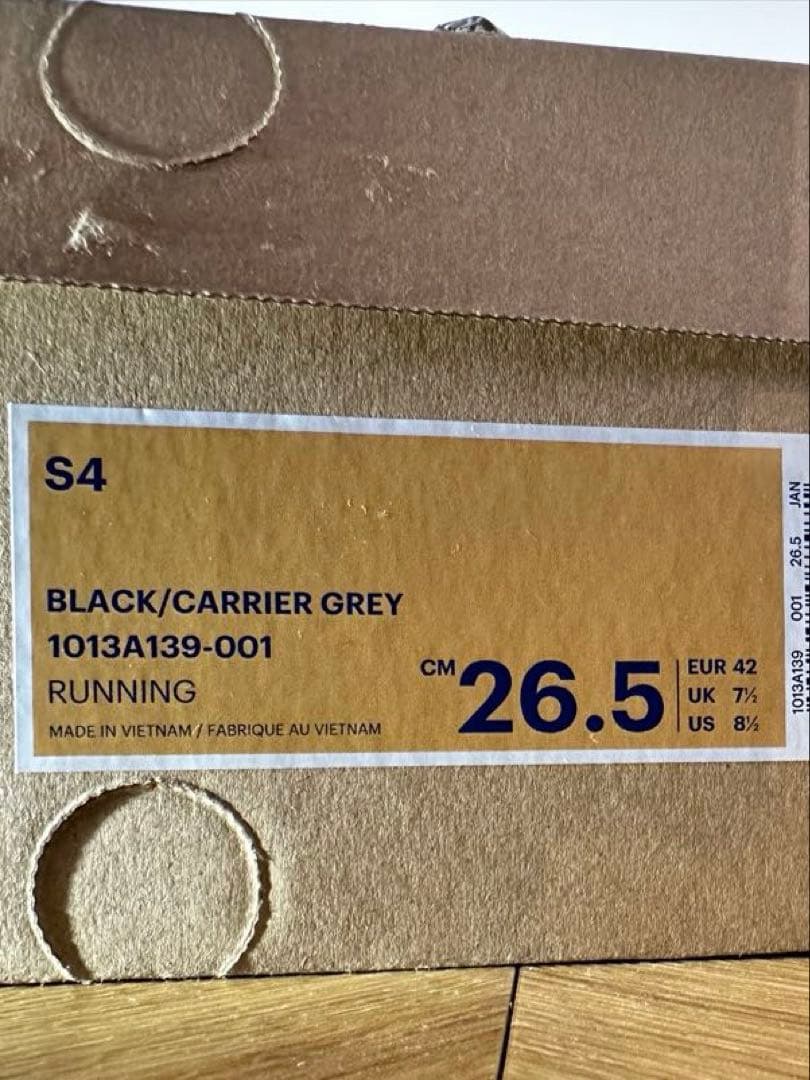 S4
BLACK/CARRIER GREY
1013A139-001
RUNNING
MADE IN VIETNAM / FABRIQUE AU VIETNAM
CM 26.5
EUR 42
UK 7½
US 8½
1013A139 001 26.5 JAN